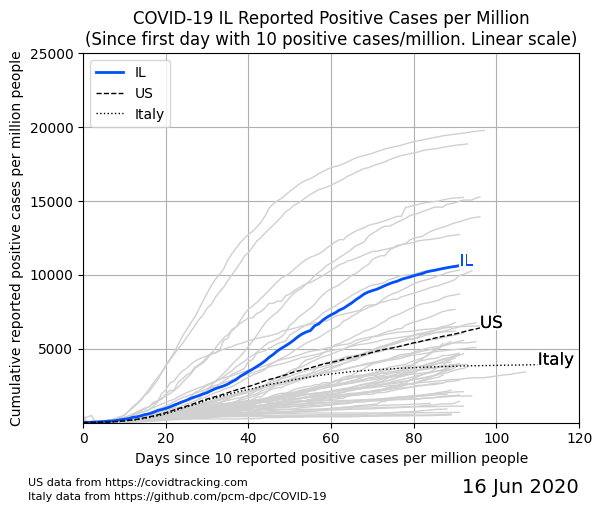 COVID-19 IL Reported Positive Cases per Million
(Since first day with 10 positive cases/million. Linear scale)
Cumulative reported positive cases per million people
25000
20000
15000
10000
5000
IL
US
Italy
IL
US
Italy
0
20
40
60
80
100
120
Days since 10 reported positive cases per million people
US data from https://covidtracking.com
Italy data from https://github.com/pcm-dpc/COVID-19
16 Jun 2020